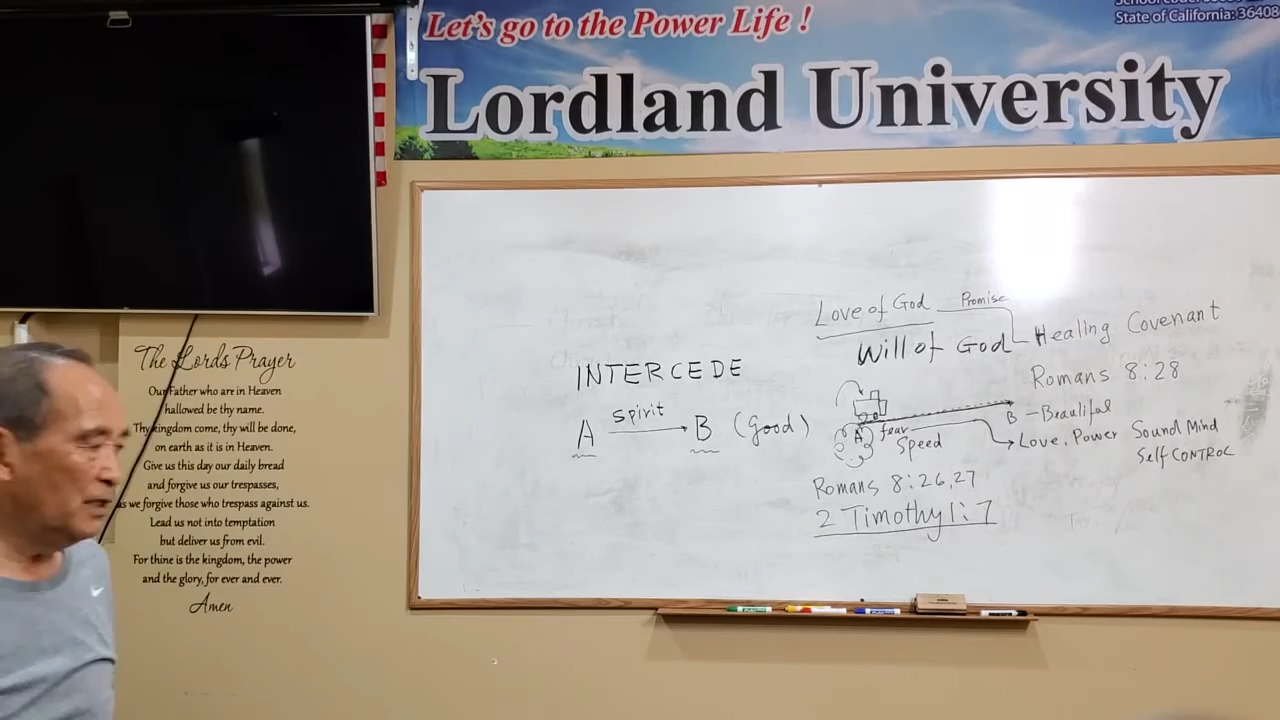 Let's go to the Power Life !
State of California: 36408
Lordland University
The Lord's Prayer
Our Father who are in Heaven
hallowed be thy name.
Thy kingdom come, thy will be done,
on earth as it is in Heaven.
Give us this day our daily bread
and forgive us our trespasses,
as we forgive those who trespass against us.
Lead us not into temptation
but deliver us from evil.
For thine is the kingdom, the power
and the glory, for ever and ever.
Amen
INTERCEDE
A spirit B (Good)
Love of God Promise
Will of God Healing Covenant
Romans 8:28
A fear B - Beautiful
Speed Love, Power Sound Mind
Self CONTROL
Romans 8:26,27
2 Timothy 1:7